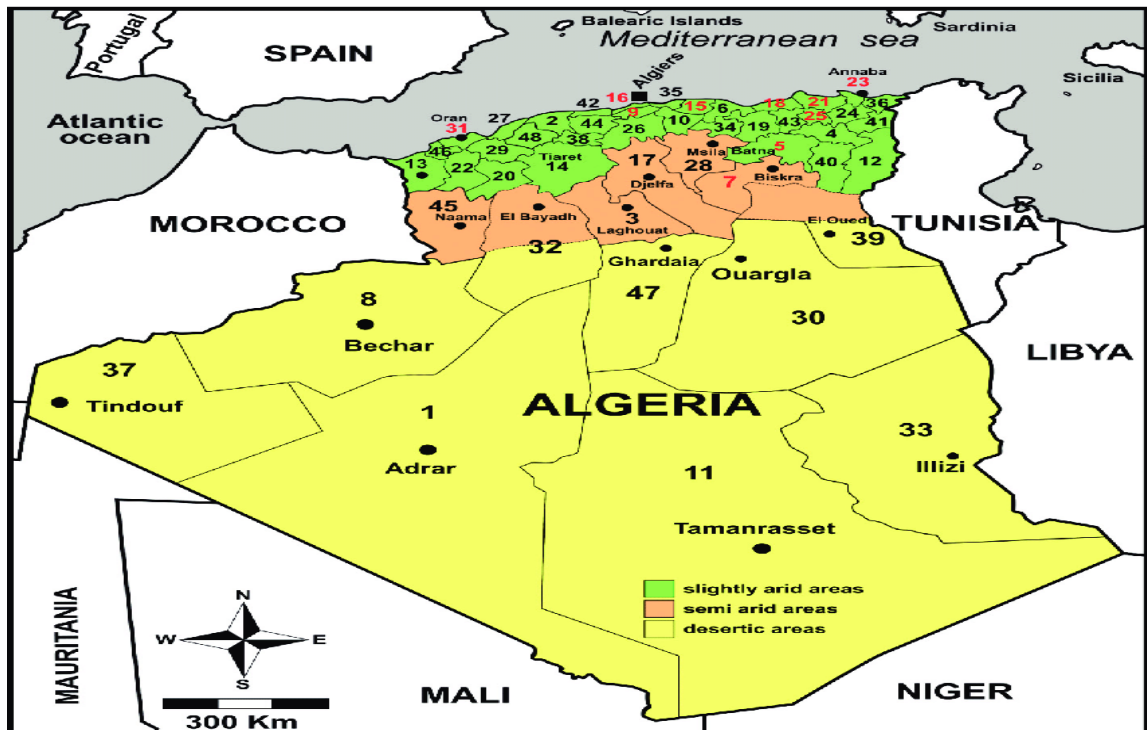 Balearic Islands
Sardinia
Portugal
SPAIN
Mediterranean sea
Sicilia
Algiers
Annaba
Atlantic
ocean
16
35
23
42
15
6
18
21
36
9
Oran
31
27
2
44
26
10
34
19
43
25
24
41
46
29
48
38
4
13
22
20
Tiaret
14
17
Djelfa
Msila
28
Batna
5
7
Biskra
40
12
MOROCCO
45
Naama
El Bayadh
32
3
Laghouat
El Oued
39
TUNISIA
Ghardaia
47
Ouargla
30
8
Bechar
LIBYA
37
Tindouf
1
Adrar
ALGERIA
33
Illizi
11
Tamanrasset
slightly arid areas
semi arid areas
desertic areas
MAURITANIA
N
W
E
S
300 Km
MALI
NIGER